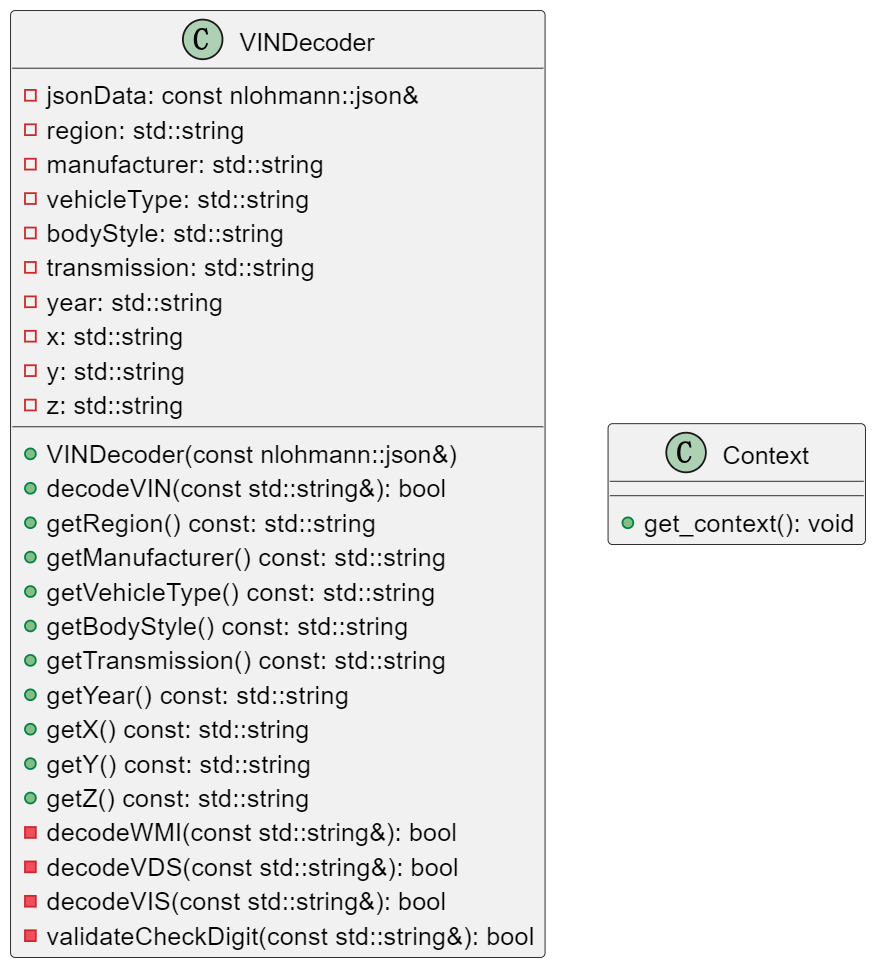 C VINDecoder
jsonData: const nlohmann::json&
region: std::string
manufacturer: std::string
vehicleType: std::string
bodyStyle: std::string
transmission: std::string
year: std::string
x: std::string
y: std::string
z: std::string
VINDecoder(const nlohmann::json&)
decodeVIN(const std::string&): bool
getRegion() const: std::string
getManufacturer() const: std::string
getVehicleType() const: std::string
getBodyStyle() const: std::string
getTransmission() const: std::string
getYear() const: std::string
getX() const: std::string
getY() const: std::string
getZ() const: std::string
decodeWMI(const std::string&): bool
decodeVDS(const std::string&): bool
decodeVIS(const std::string&): bool
validateCheckDigit(const std::string&): bool
C Context
get_context(): void